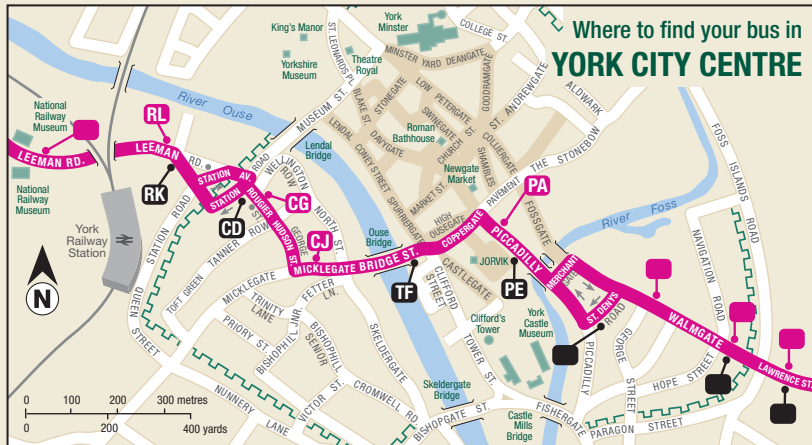 Where to find your bus in
YORK CITY CENTRE
King's Manor
York
Minster
COLLEGE ST.
ST. LEONARDS PL.
Yorkshire
Museum
Theatre
Royal
MINSTER YARD
DEANGATE
GOODRAMGATE
ST. ANDREWGATE
ALDWARK
LOW PETERGATE
STONEGATE
BLAKE ST.
SWINEGATE
CHURCH ST.
COLLIERGATE
DAVYGATE
LENDAL
CONEY STREET
MARKET ST.
SHAMBLES
SPURRIERGATE
Roman
Bathhouse
Newgate
Market
MUSEUM ST.
Lendal
Bridge
River Ouse
National
Railway
Museum
RL
LEEMAN RD.
LEEMAN
RD.
National
Railway
Museum
RK
STATION AV.
STATION
ROAD
ROUGIER
ST.
WELLINGTON
ROW
CG
CD
HUDSON ST.
GEORGE
NORTH ST.
York
Railway
Station
STATION ROAD
TANNER ROW
TOFT GREEN
CJ
MICKLEGATE
BRIDGE ST.
Ouse
Bridge
HIGH
OUSEGATE
COPPERGATE
PAVEMENT
THE STONEBOW
PA
FOSSGATE
PICCADILLY
JORVIK
PE
TF
CASTLEGATE
CLIFFORD
STREET
MERCHANT
GATE
River Foss
FOSS ISLANDS ROAD
NAVIGATION ROAD
ST. DENYS
ROAD
WALMGATE
LAWRENCE ST.
N
QUEEN STREET
MICKLEGATE
TRINITY
LANE
PRIORY ST.
FETTER
LN.
BISHOPHILL JNR.
BISHOPHILL
SENIOR
SKELDERGATE
VICTOR ST.
CROMWELL RD
NUNNERY LANE
Clifford's
Tower
TOWER ST.
York
Castle
Museum
PICCADILLY
GEORGE
STREET
HOPE STREET
PARAGON STREET
Skeldergate
Bridge
BISHOPGATE ST.
Castle
Mills
Bridge
FISHERGATE
0 100 200 300 metres
0 200 400 yards